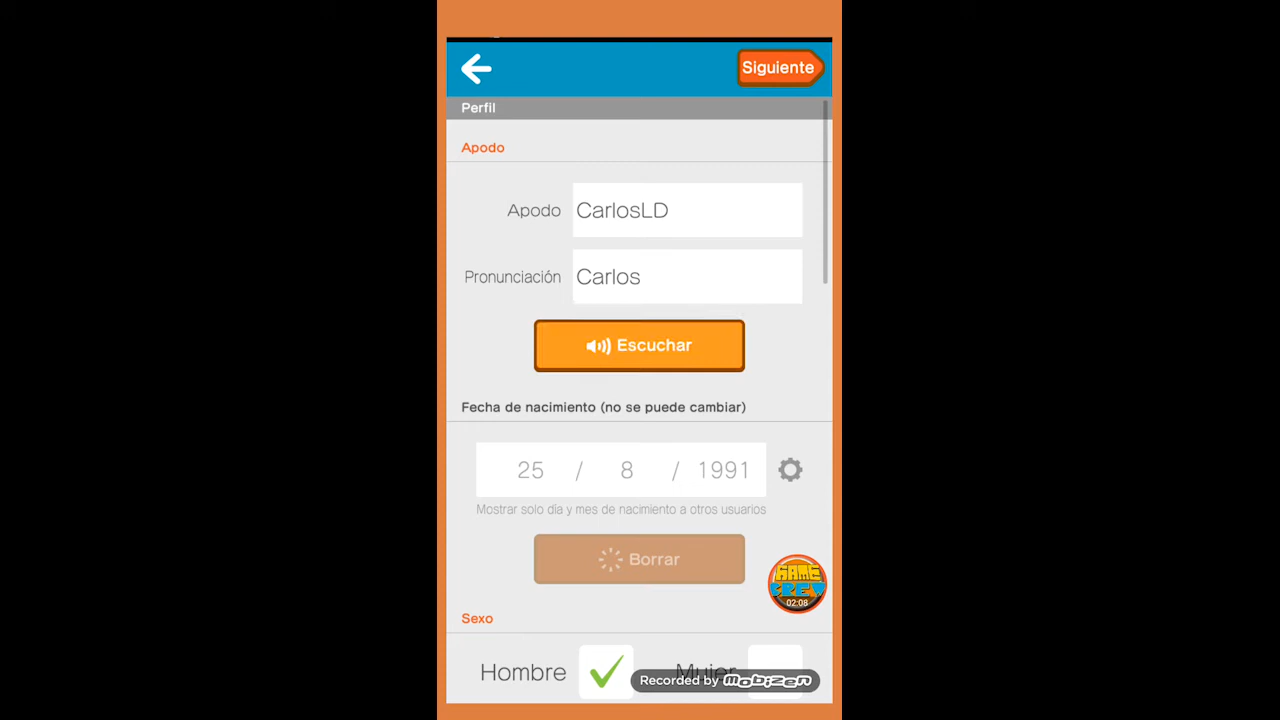 Siguiente
Perfil
Apodo
Apodo CarlosLD
Pronunciación Carlos
Escuchar
Fecha de nacimiento (no se puede cambiar)
25 / 8 / 1991
Mostrar solo día y mes de nacimiento a otros usuarios
Borrar
GAME CREW
02:08
Sexo
Hombre Mujer
Recorded by mobizen